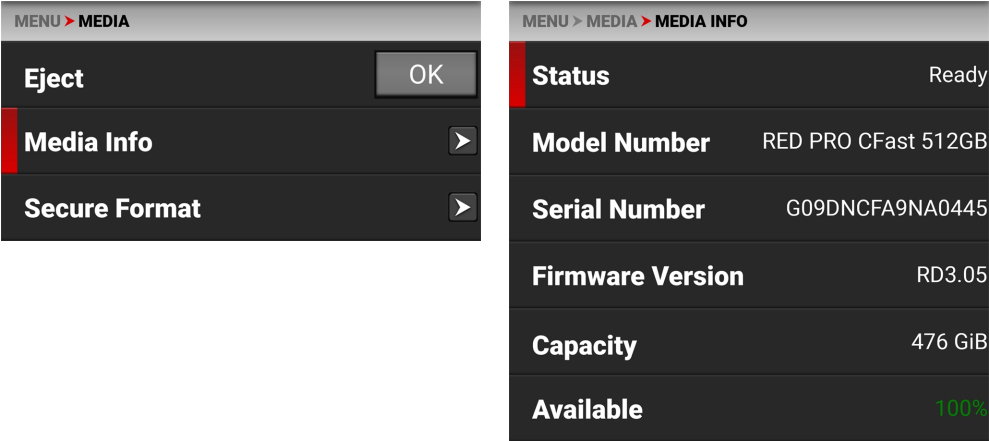 MENU > MEDIA
Eject OK
Media Info
Secure Format
MENU > MEDIA > MEDIA INFO
Status Ready
Model Number RED PRO CFast 512GB
Serial Number G09DNCFA9NA0445
Firmware Version RD3.05
Capacity 476 GiB
Available 100%